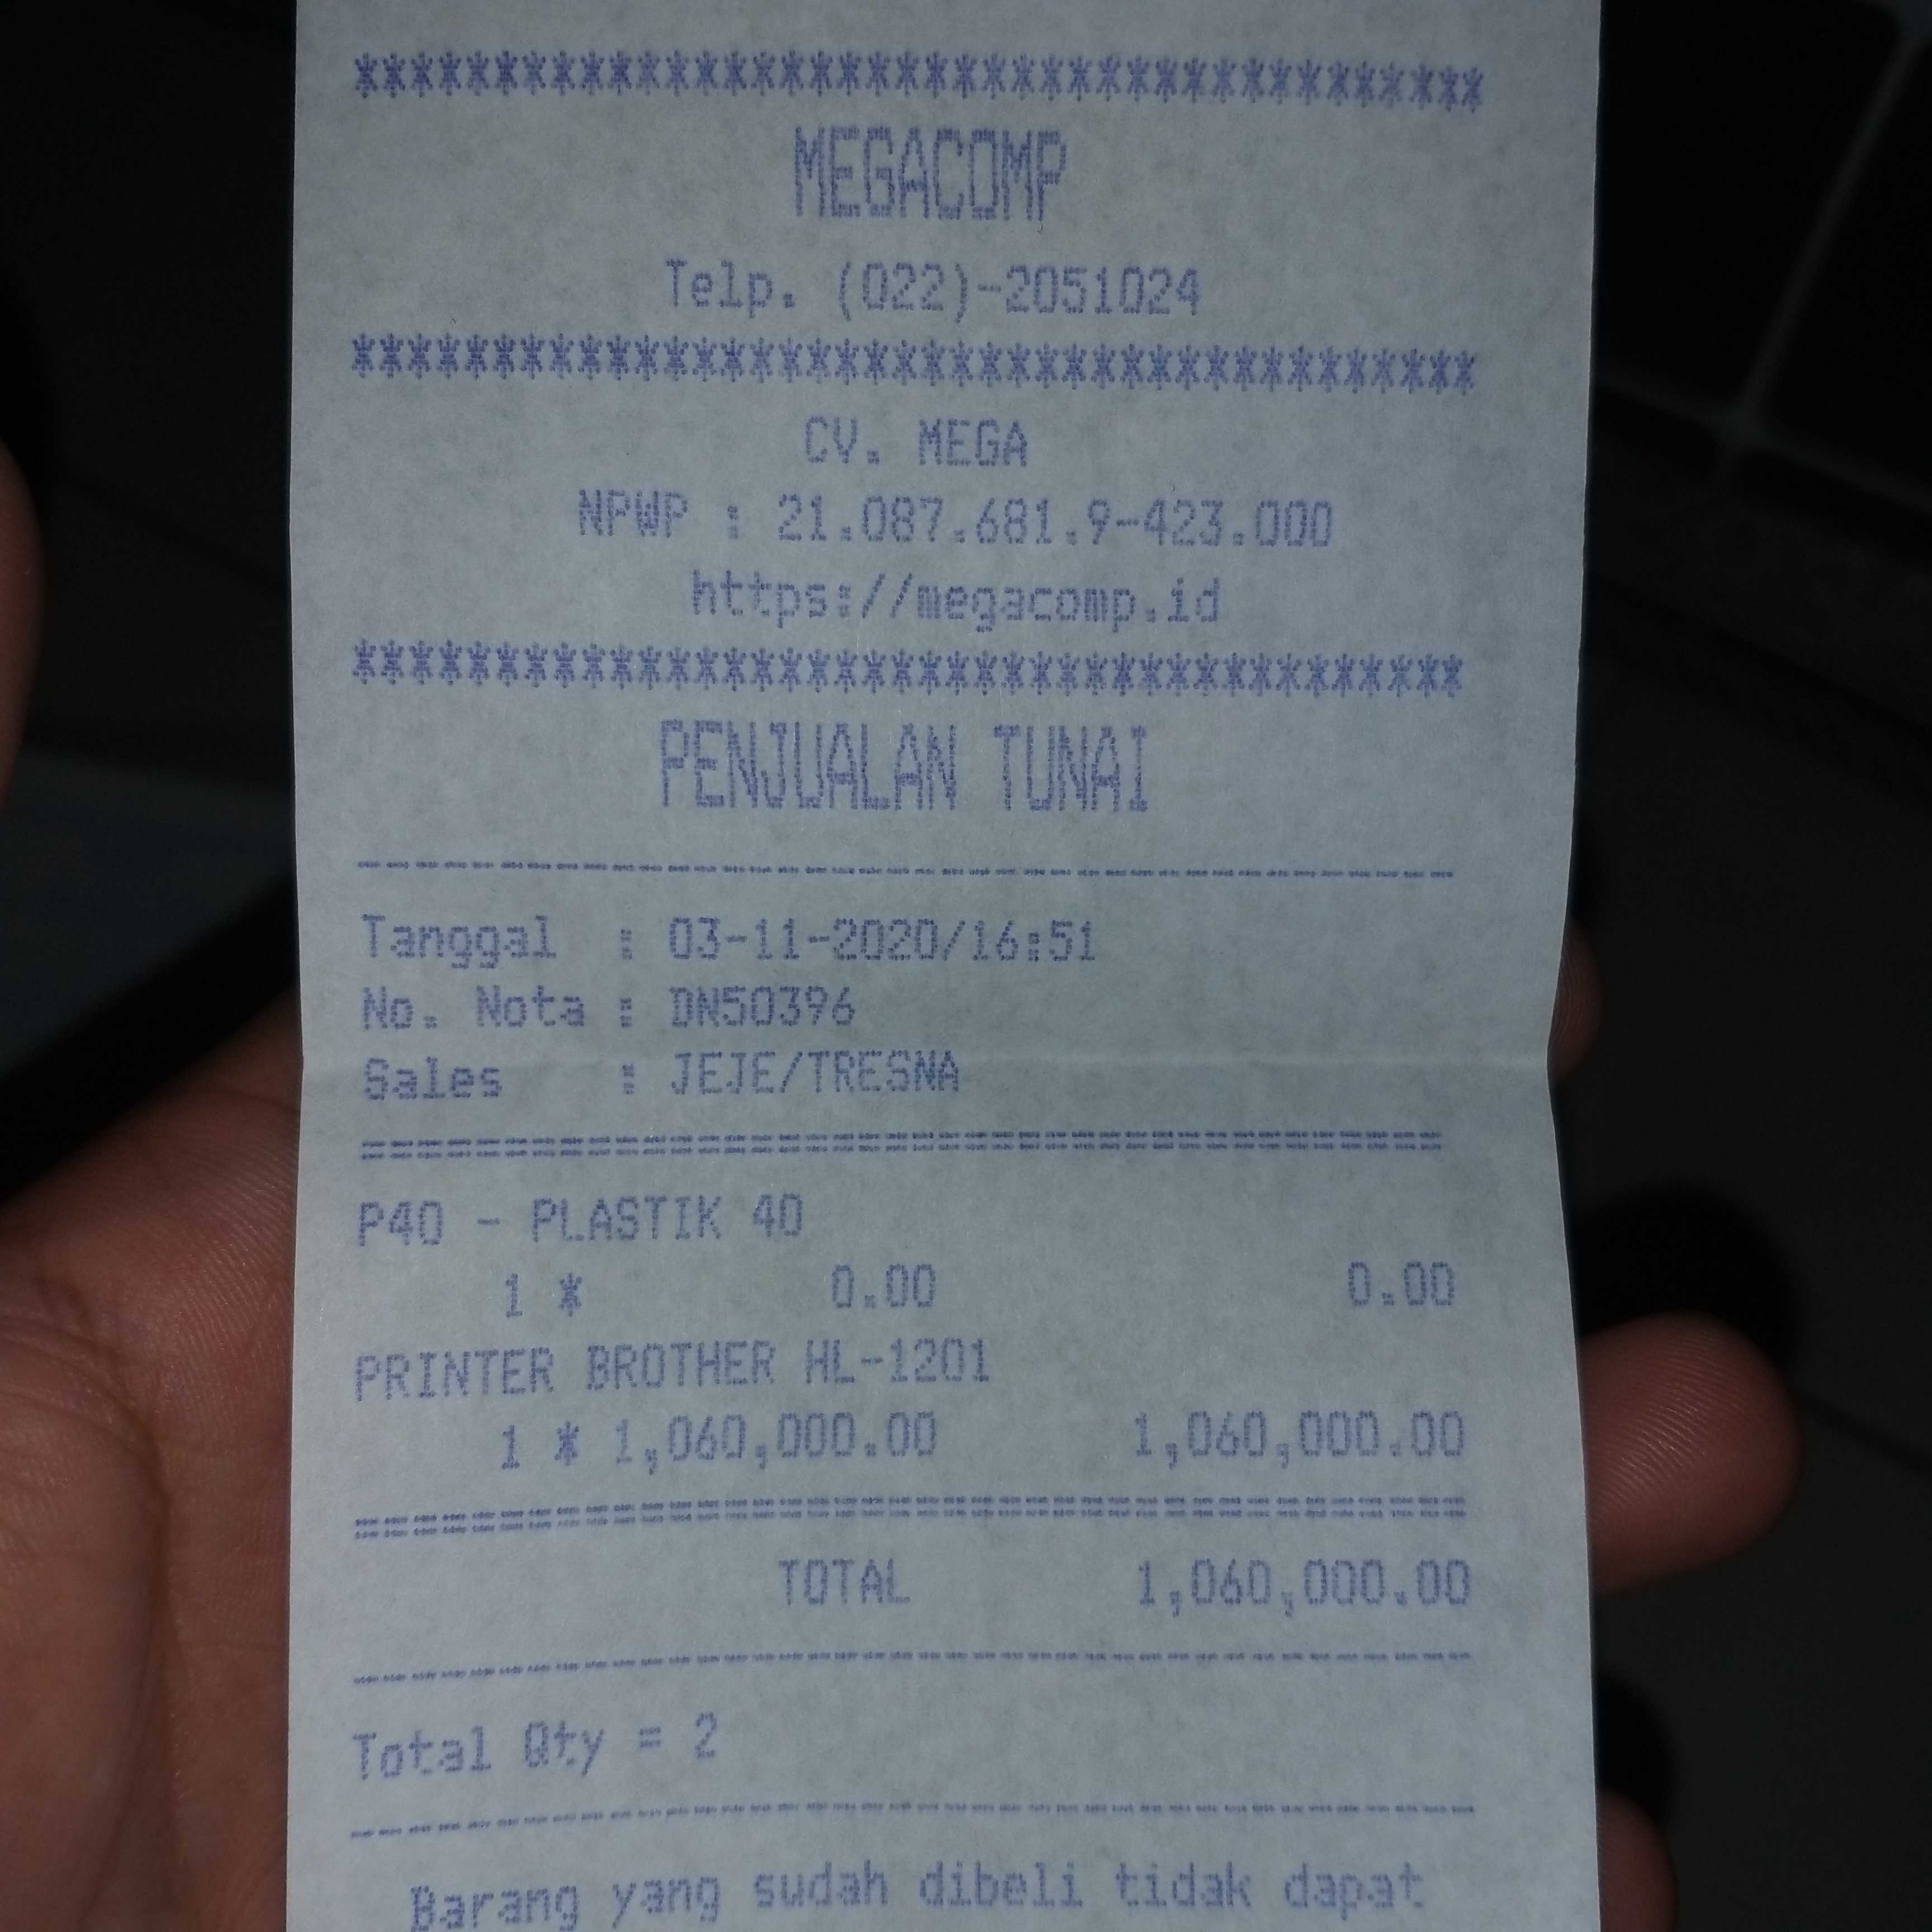 ****************************************
MEGACOMP
Telp. (022)-2051024
****************************************
CV. MEGA
NPWP : 21.087.681.9-423.000
https://megacomp.id
****************************************
PENJUALAN TUNAI
----------------------------------------
Tanggal : 03-11-2020/16:51
No. Nota : DN50396
Sales : JEJE/TRESNA
========================================
P40 - PLASTIK 40
1 * 0.00 0.00
PRINTER BROTHER HL-1201
1 * 1,060,000.00 1,060,000.00
========================================
TOTAL 1,060,000.00
----------------------------------------
Total Qty = 2
----------------------------------------
Barang yang sudah dibeli tidak dapat